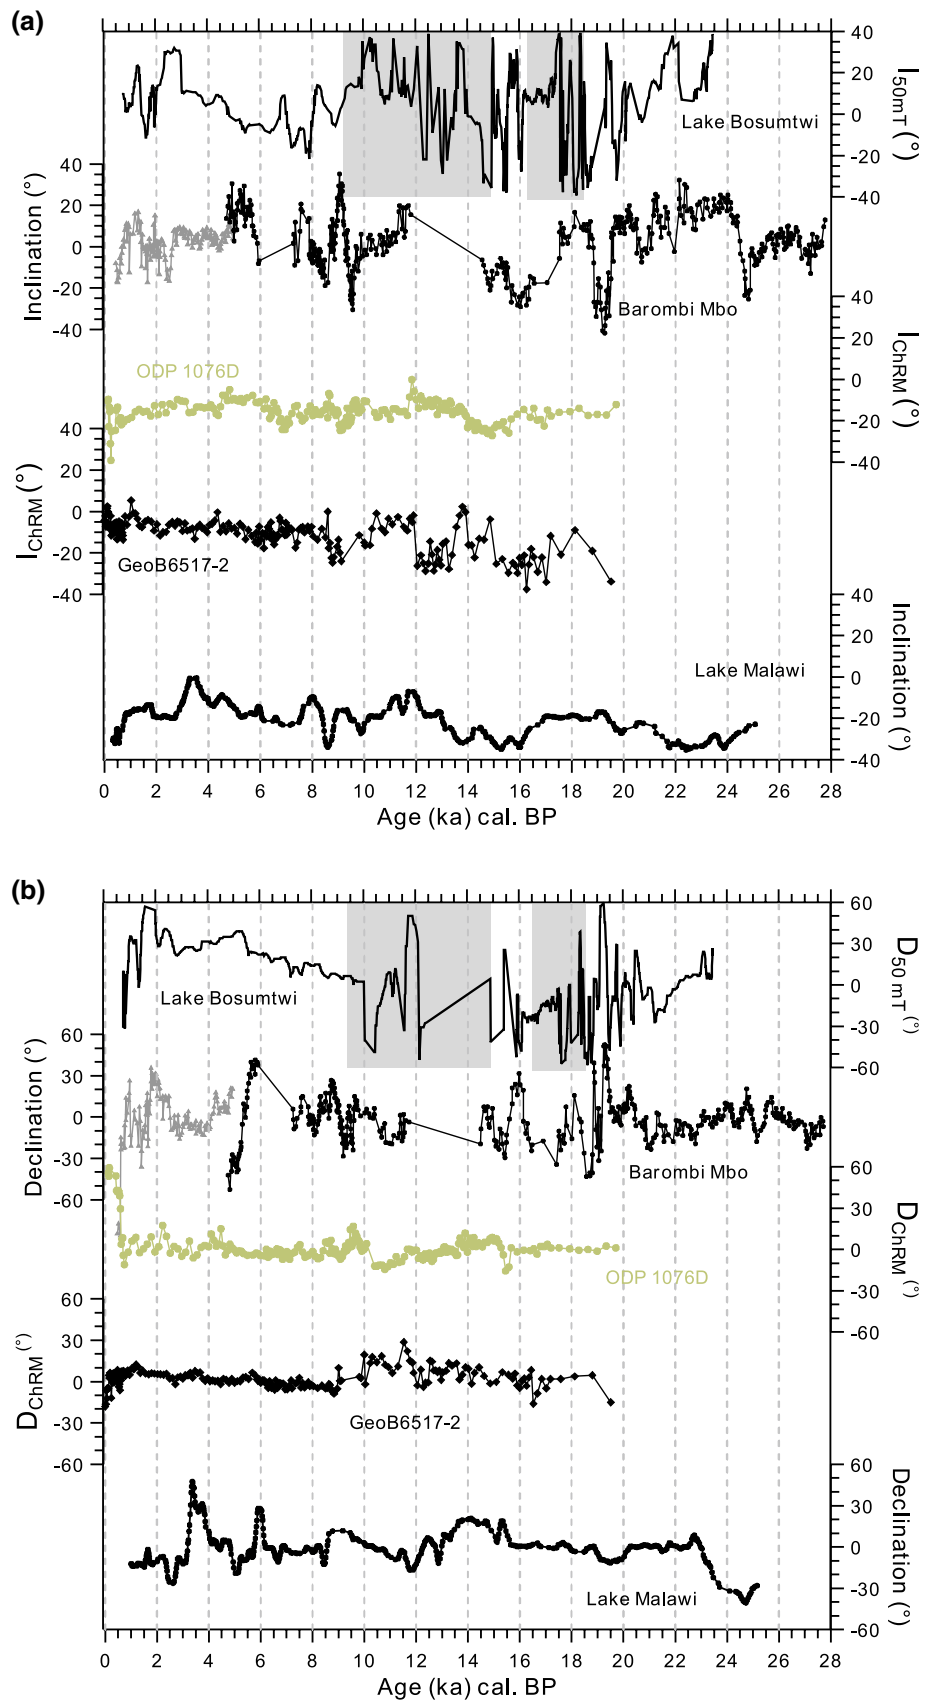 (a)
40
20
0
-20
-40
I50mT (°)
Lake Bosumtwi
40
20
0
-20
-40
Inclination (°)
Barombi Mbo
40
20
0
-20
-40
IChRM (°)
ODP 1076D
40
20
0
-20
-40
IChRM (°)
GeoB6517-2
40
20
0
-20
-40
Inclination (°)
Lake Malawi
0 2 4 6 8 10 12 14 16 18 20 22 24 26 28
Age (ka) cal. BP
(b)
60
30
0
-30
-60
D50 mT (°)
Lake Bosumtwi
60
30
0
-30
-60
Declination (°)
Barombi Mbo
60
30
0
-30
-60
DChRM (°)
ODP 1076D
60
30
0
-30
-60
DChRM (°)
GeoB6517-2
60
30
0
-30
-60
Declination (°)
Lake Malawi
0 2 4 6 8 10 12 14 16 18 20 22 24 26 28
Age (ka) cal. BP